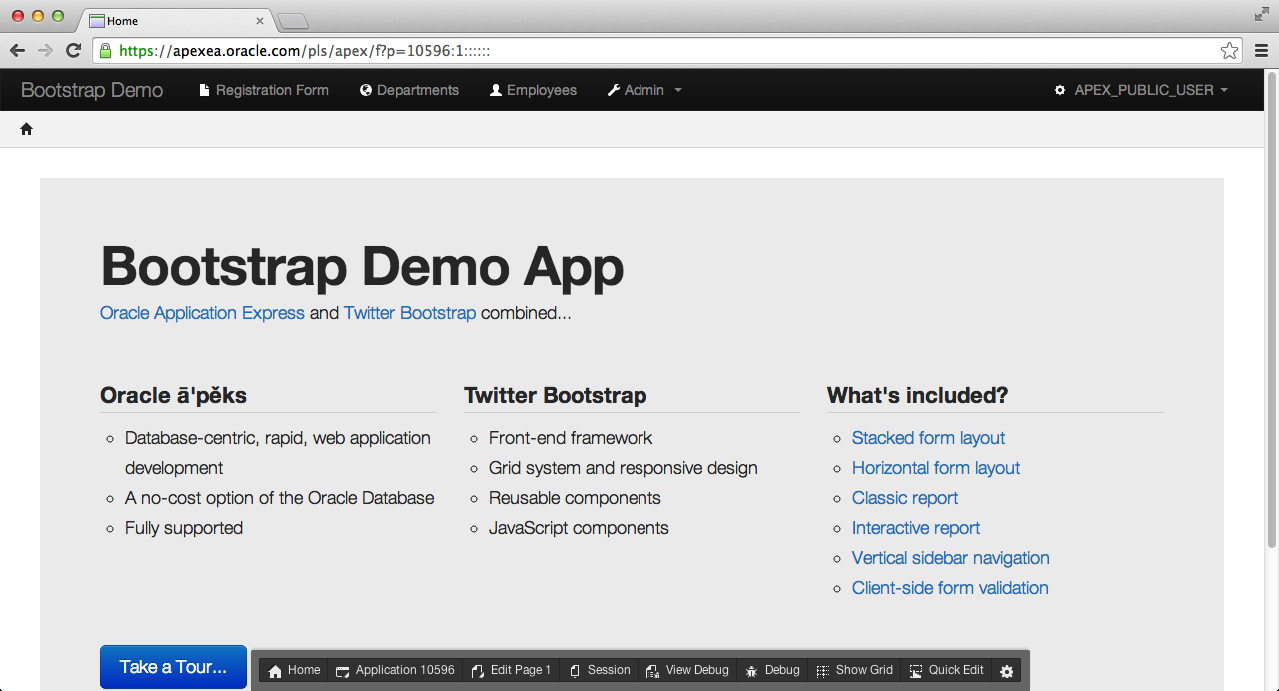 Home
https://apexea.oracle.com/pls/apex/f?p=10596:1::::::
Bootstrap Demo Registration Form Departments Employees Admin APEX_PUBLIC_USER
Bootstrap Demo App
Oracle Application Express and Twitter Bootstrap combined...
Oracle ā'pěks
Database-centric, rapid, web application
development
A no-cost option of the Oracle Database
Fully supported
Twitter Bootstrap
Front-end framework
Grid system and responsive design
Reusable components
JavaScript components
What's included?
Stacked form layout
Horizontal form layout
Classic report
Interactive report
Vertical sidebar navigation
Client-side form validation
Take a Tour...
Home Application 10596 Edit Page 1 Session View Debug Debug Show Grid Quick Edit